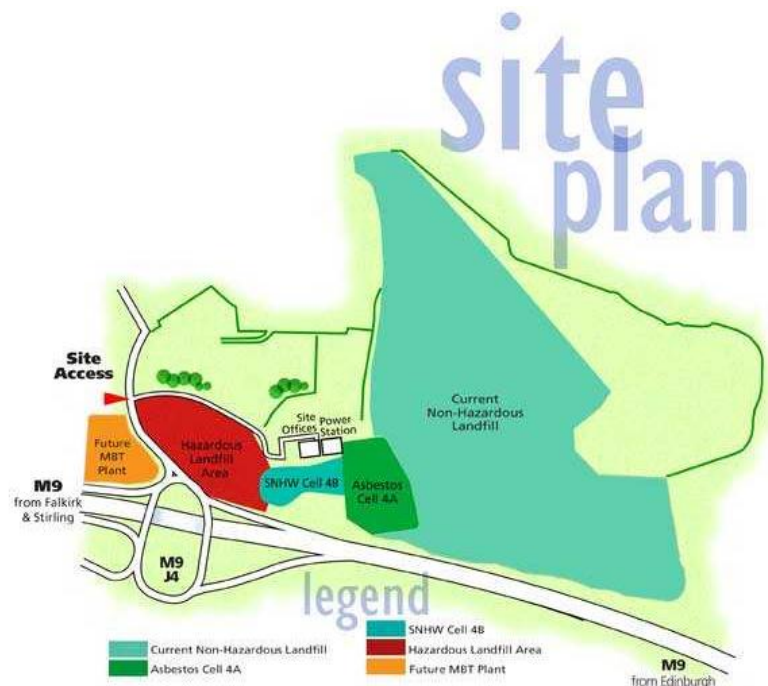 site
plan
Site
Access
Future
MBT
Plant
Hazardous
Landfill
Area
Site
Offices
Power
Station
SNHW Cell 4B
Asbestos
Cell 4A
Current
Non-Hazardous
Landfill
M9
from Falkirk
& Stirling
M9
J4
legend
Current Non-Hazardous Landfill
Asbestos Cell 4A
SNHW Cell 4B
Hazardous Landfill Area
Future MBT Plant
M9
from Edinburgh